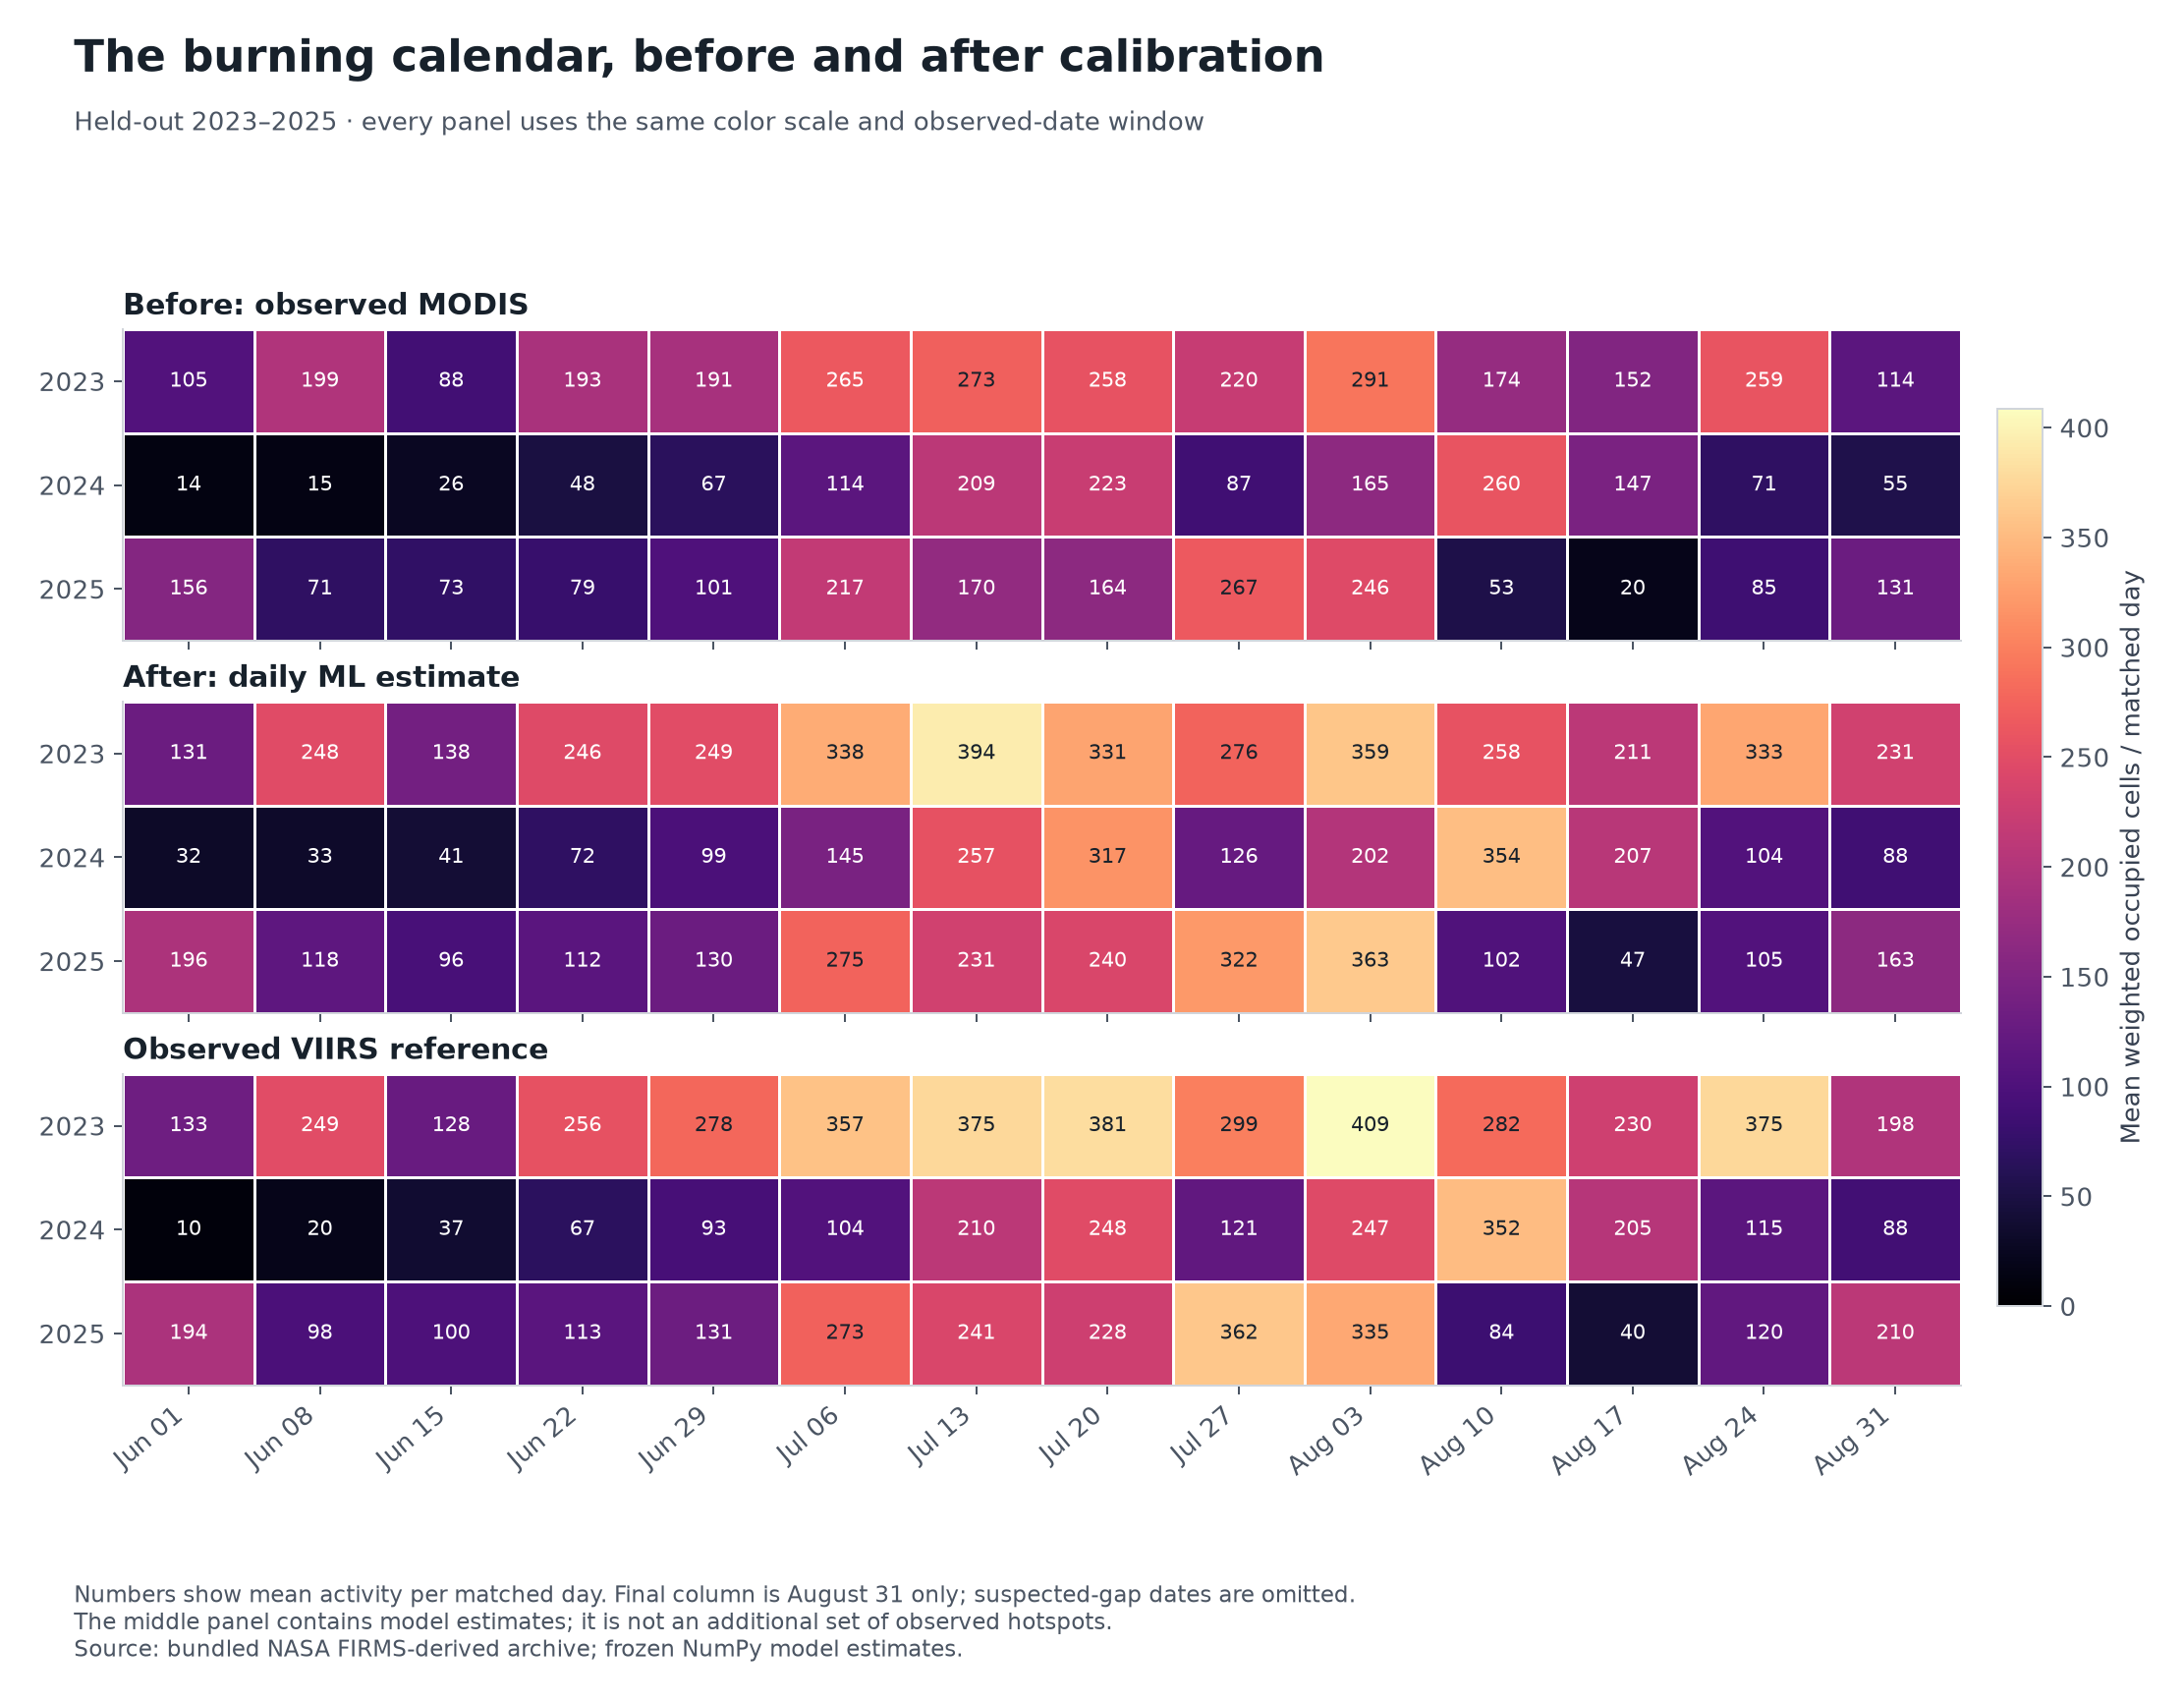 The burning calendar, before and after calibration
Held-out 2023–2025 · every panel uses the same color scale and observed-date window
Before: observed MODIS
2023 105 199 88 193 191 265 273 258 220 291 174 152 259 114
2024 14 15 26 48 67 114 209 223 87 165 260 147 71 55
2025 156 71 73 79 101 217 170 164 267 246 53 20 85 131
After: daily ML estimate
2023 131 248 138 246 249 338 394 331 276 359 258 211 333 231
2024 32 33 41 72 99 145 257 317 126 202 354 207 104 88
2025 196 118 96 112 130 275 231 240 322 363 102 47 105 163
Observed VIIRS reference
2023 133 249 128 256 278 357 375 381 299 409 282 230 375 198
2024 10 20 37 67 93 104 210 248 121 247 352 205 115 88
2025 194 98 100 113 131 273 241 228 362 335 84 40 120 210
Jun 01 Jun 08 Jun 15 Jun 22 Jun 29 Jul 06 Jul 13 Jul 20 Jul 27 Aug 03 Aug 10 Aug 17 Aug 24 Aug 31
400
350
300
250
200
150
100
50
0
Mean weighted occupied cells / matched day
Numbers show mean activity per matched day. Final column is August 31 only; suspected-gap dates are omitted.
The middle panel contains model estimates; it is not an additional set of observed hotspots.
Source: bundled NASA FIRMS-derived archive; frozen NumPy model estimates.